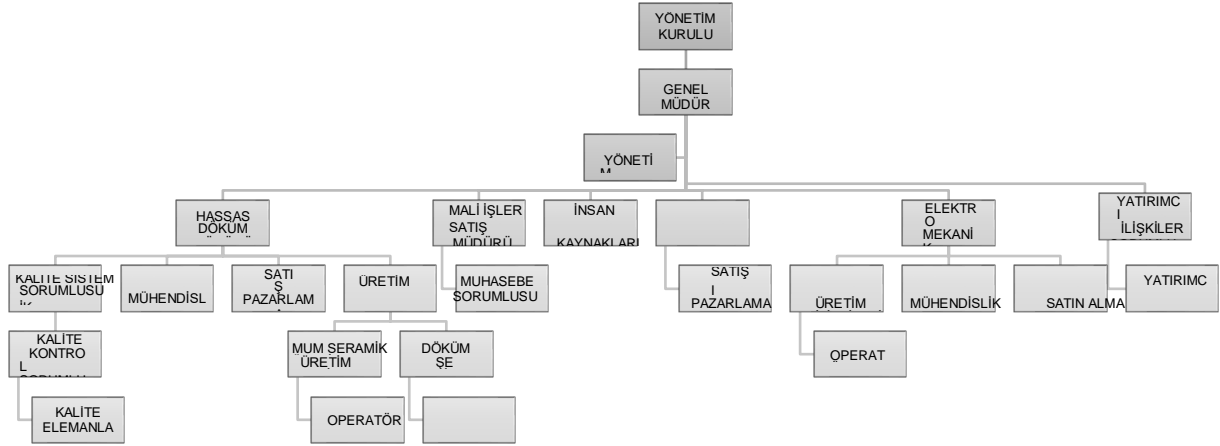 YÖNETİM
KURULU
GENEL
MÜDÜR
YÖNETİ
HASSAS
DÖKÜM
MALİ İŞLER
SATIŞ
MÜDÜRÜ
İNSAN
KAYNAKLARI
ELEKTR
O
MEKANİ
YATIRIMC
I
İLİŞKİLER
KALİTE SİSTEM
SORUMLUSU
MÜHENDİSL
SATI
Ş
PAZARLAM
ÜRETİM
MUHASEBE
SORUMLUSU
SATIŞ
I
PAZARLAMA
ÜRETİM
MÜHENDİSLİK
SATIN ALMA
YATIRIMC
KALİTE
KONTRO
L
MUM SERAMİK
ÜRETİM
DÖKÜM
ŞE
OPERAT
KALİTE
ELEMANLA
OPERATÖR